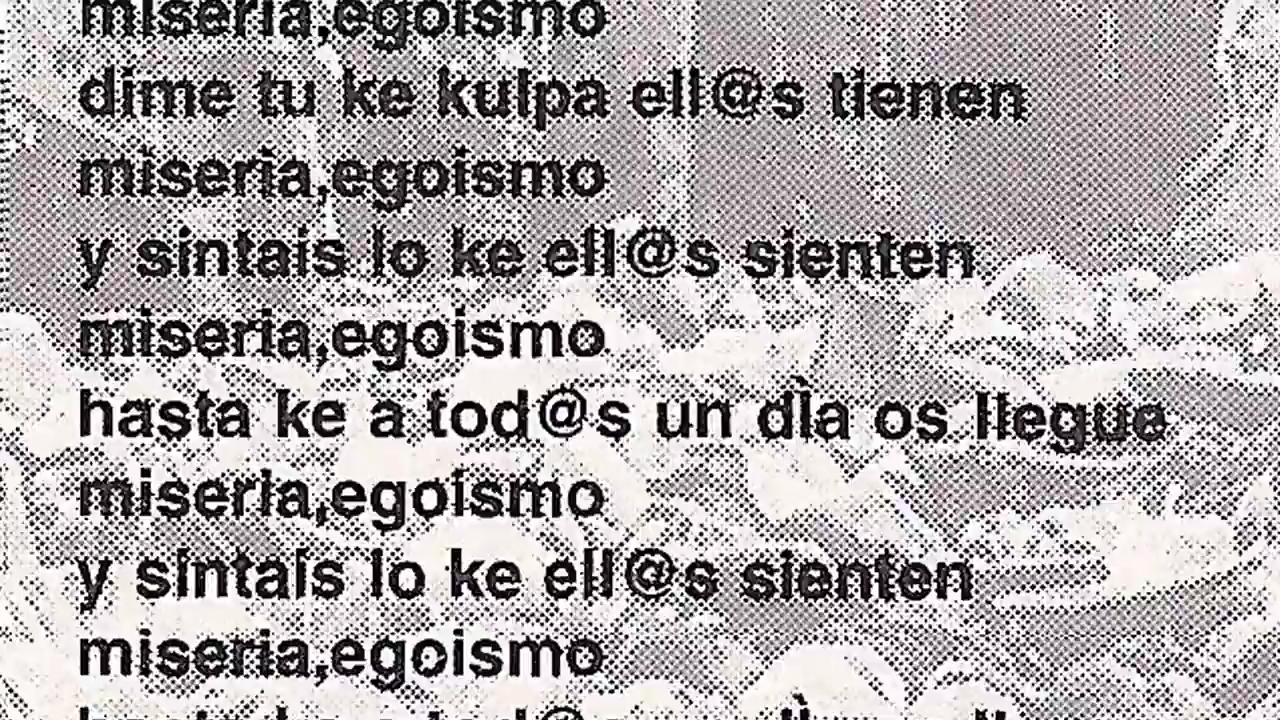 miseria,egoismo
dime tu ke kulpa ell@s tienen
miseria,egoismo
y sintais lo ke ell@s sienten
miseria,egoismo
hasta ke a tod@s un dìa os llegue
miseria,egoismo
y sintais lo ke ell@s sienten
miseria,egoismo